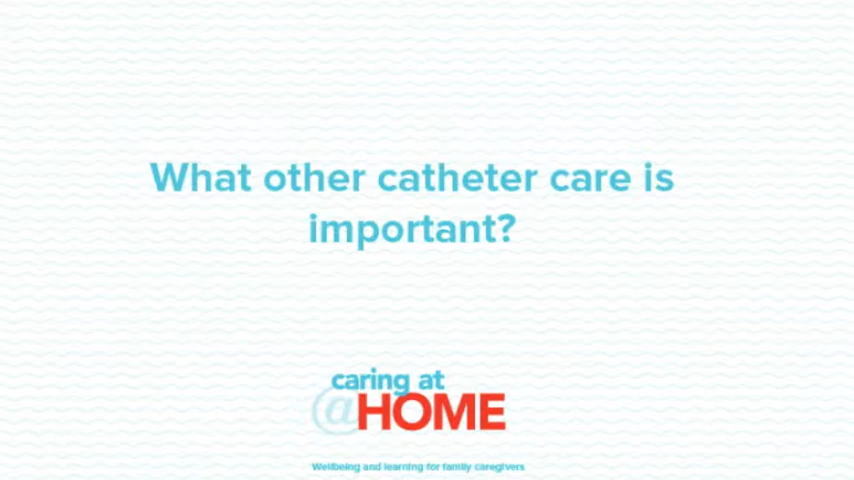 What other catheter care is
important?
caring at
@HOME
Wellbeing and learning for family caregivers